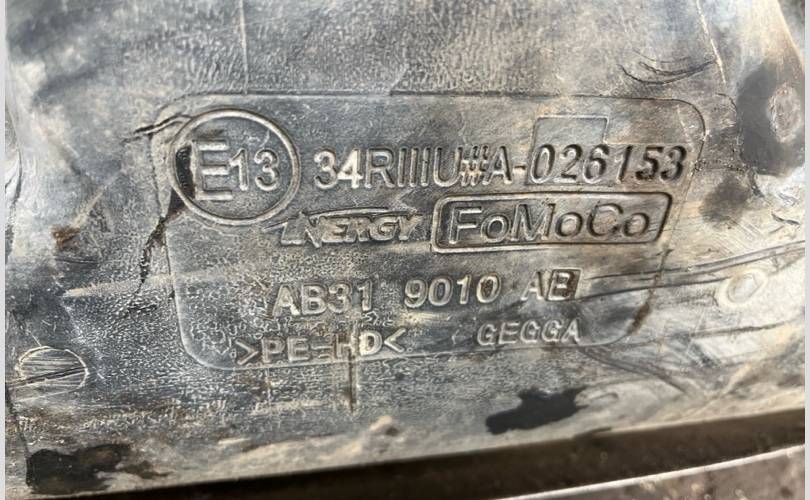 E13 34RIIIU#A-026153
ENERGY FoMoCo
AB31 9010 AB
>PE-HD< GEGGA